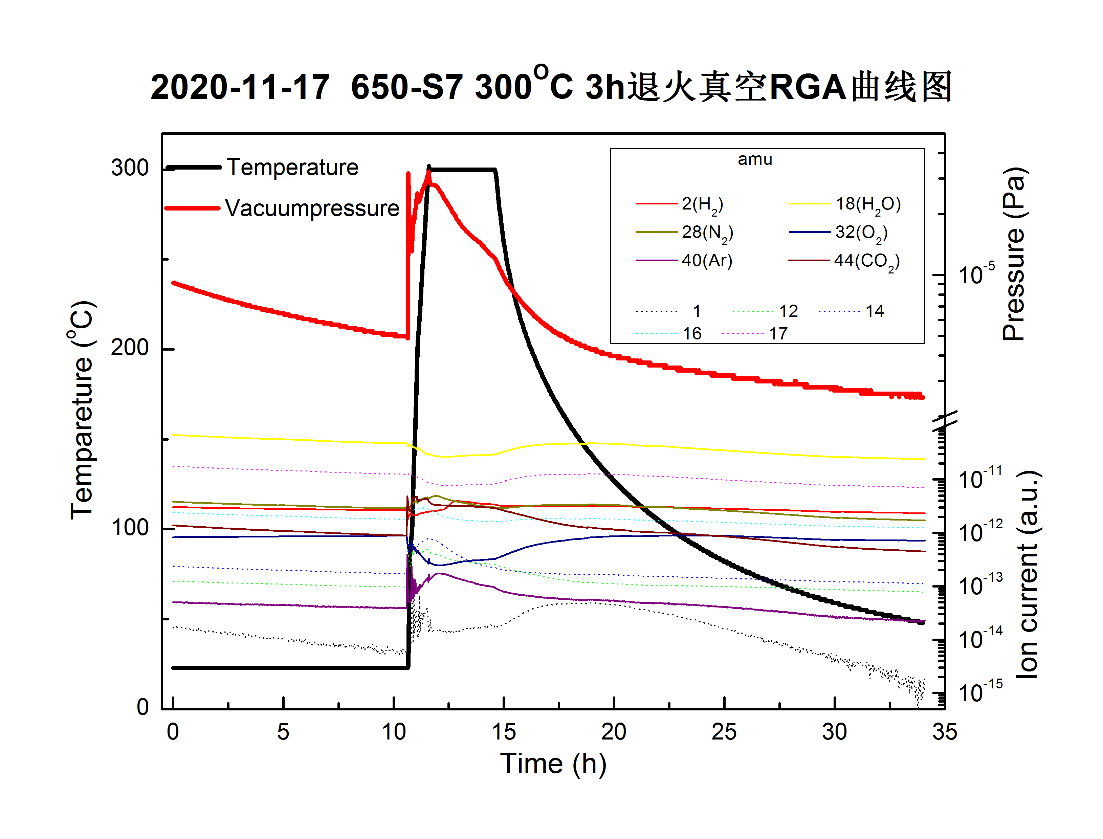 2020-11-17 650-S7 300°C 3h退火真空RGA曲线图
Temperature
Vacuumpressure
amu
2(H₂) 18(H₂O)
28(N₂) 32(O₂)
40(Ar) 44(CO₂)
1 12 14
16 17
Tempareture (°C)
300
200
100
0
Pressure (Pa)
10⁻⁵
Ion current (a.u.)
10⁻¹¹
10⁻¹²
10⁻¹³
10⁻¹⁴
10⁻¹⁵
0 5 10 15 20 25 30 35
Time (h)